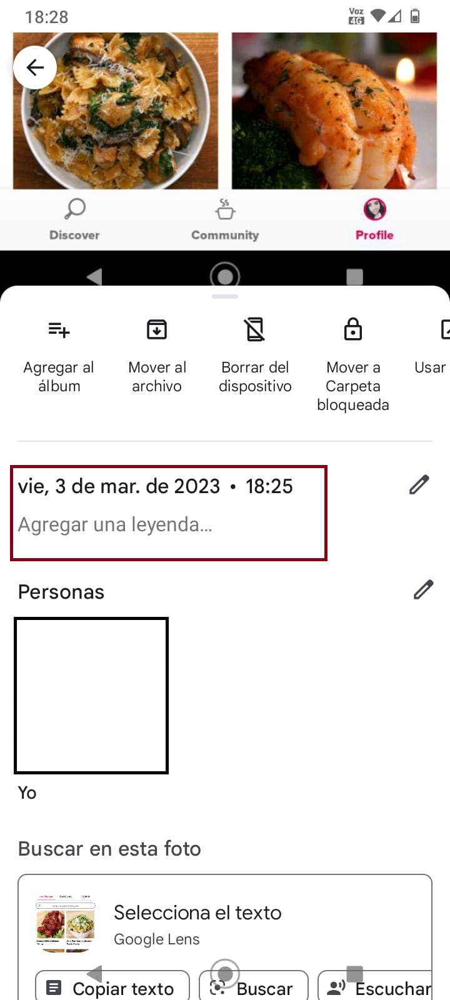 18:28
Voz
4G
Discover
Community
Profile
Agregar al
álbum
Mover al
archivo
Borrar del
dispositivo
Mover a
Carpeta
bloqueada
Usar
vie, 3 de mar. de 2023 • 18:25
Agregar una leyenda...
Personas
Yo
Buscar en esta foto
Selecciona el texto
Google Lens
Copiar texto
Buscar
Escuchar